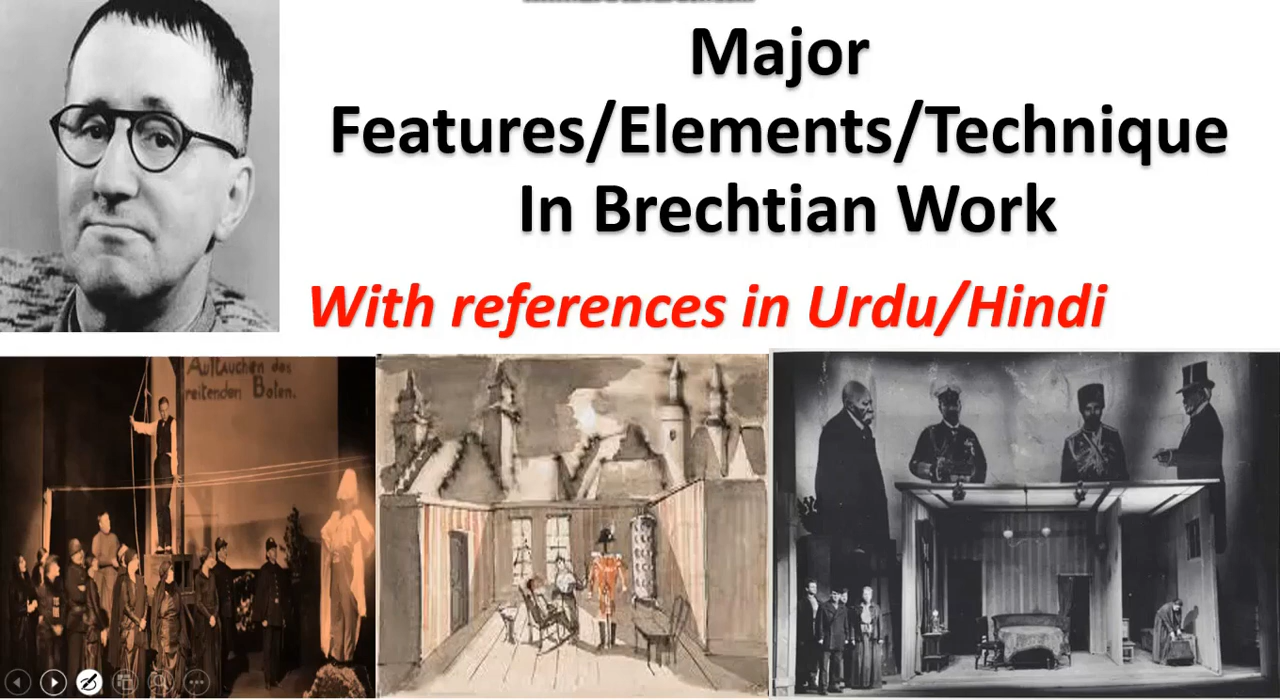 Major
Features/Elements/Technique
In Brechtian Work
With references in Urdu/Hindi
Auftauchen des
reitenden Boten.